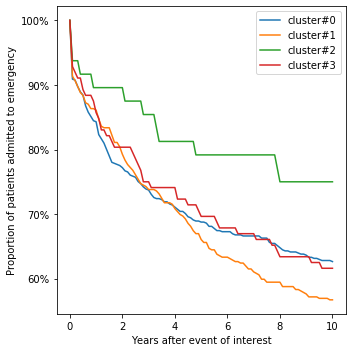 cluster#0
cluster#1
cluster#2
cluster#3
100%
90%
80%
70%
60%
Proportion of patients admitted to emergency
0
2
4
6
8
10
Years after event of interest